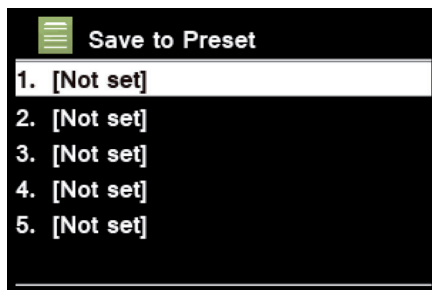 Save to Preset
1. [Not set]
2. [Not set]
3. [Not set]
4. [Not set]
5. [Not set]